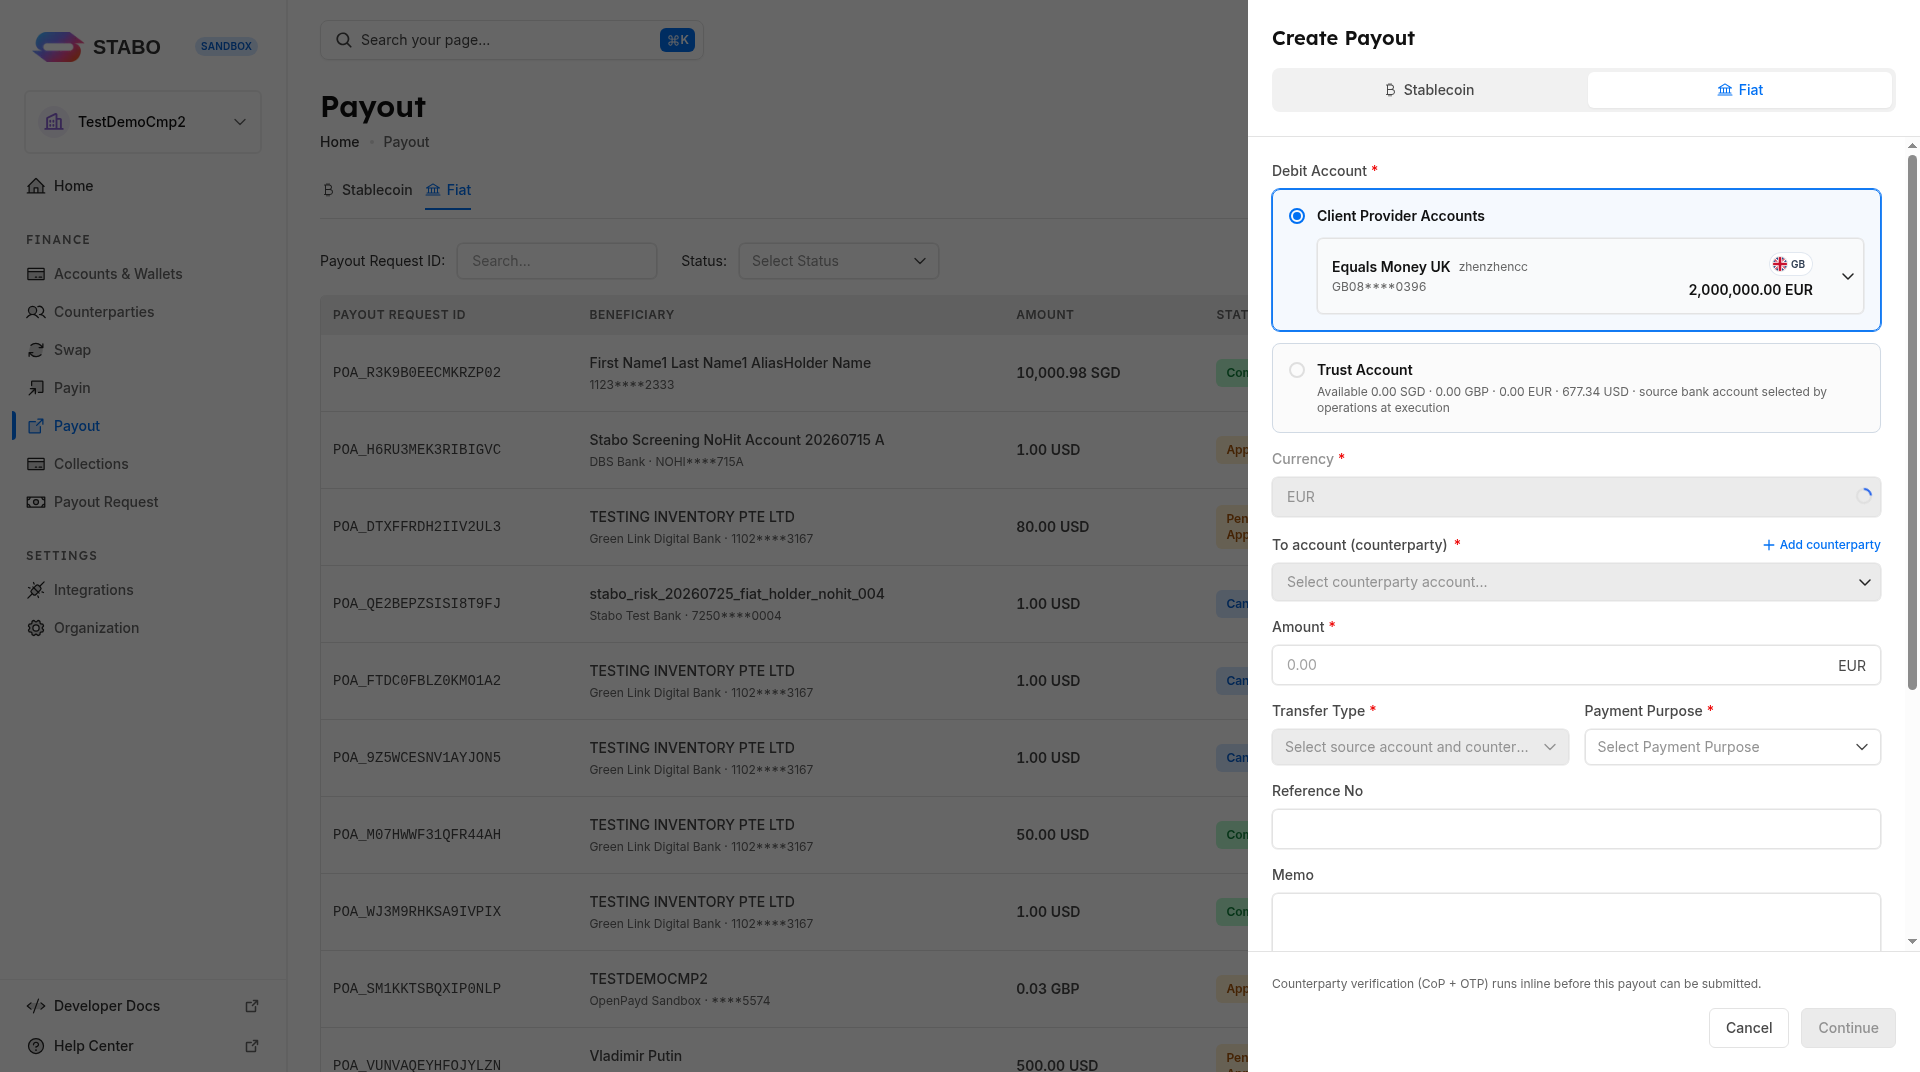 STABO
SANDBOX
TestDemoCmp2
Home
FINANCE
Accounts & Wallets
Counterparties
Swap
Payin
Payout
Collections
Payout Request
SETTINGS
Integrations
Organization
Developer Docs
Help Center
Search your page...
⌘K
Payout
Home • Payout
Stablecoin
Fiat
Payout Request ID: Search... Status: Select Status
PAYOUT REQUEST ID BENEFICIARY AMOUNT STAT
POA_R3K9B0EECMKRZP02 First Name1 Last Name1 AliasHolder Name 10,000.98 SGD Con
1123****2333
POA_H6RU3MEK3RIBIGVC Stabo Screening NoHit Account 20260715 A 1.00 USD App
DBS Bank · NOHI****715A
POA_DTXFFRDH2IIV2UL3 TESTING INVENTORY PTE LTD 80.00 USD Pen
Green Link Digital Bank · 1102****3167 App
POA_QE2BEPZSISI8T9FJ stabo_risk_20260725_fiat_holder_nohit_004 1.00 USD Can
Stabo Test Bank · 7250****0004
POA_FTDC0FBLZ0KMO1A2 TESTING INVENTORY PTE LTD 1.00 USD Can
Green Link Digital Bank · 1102****3167
POA_9Z5WCESNV1AYJON5 TESTING INVENTORY PTE LTD 1.00 USD Can
Green Link Digital Bank · 1102****3167
POA_M07HWWF31QFR44AH TESTING INVENTORY PTE LTD 50.00 USD Con
Green Link Digital Bank · 1102****3167
POA_WJ3M9RHKSA9IVPIX TESTING INVENTORY PTE LTD 1.00 USD Con
Green Link Digital Bank · 1102****3167
POA_SM1KKTSBQXIP0NLP TESTDEMOCMP2 0.03 GBP App
OpenPayd Sandbox · ****5574
POA_VUNVAQEYHFOJYLZN Vladimir Putin 500.00 USD Pen
Create Payout
Stablecoin
Fiat
Debit Account *
Client Provider Accounts
Equals Money UK zhenzhencc GB
GB08****0396 2,000,000.00 EUR
Trust Account
Available 0.00 SGD · 0.00 GBP · 0.00 EUR · 677.34 USD · source bank account selected by
operations at execution
Currency *
EUR
To account (counterparty) * + Add counterparty
Select counterparty account...
Amount *
0.00 EUR
Transfer Type * Payment Purpose *
Select source account and counter... Select Payment Purpose
Reference No
Memo
Counterparty verification (CoP + OTP) runs inline before this payout can be submitted.
Cancel Continue